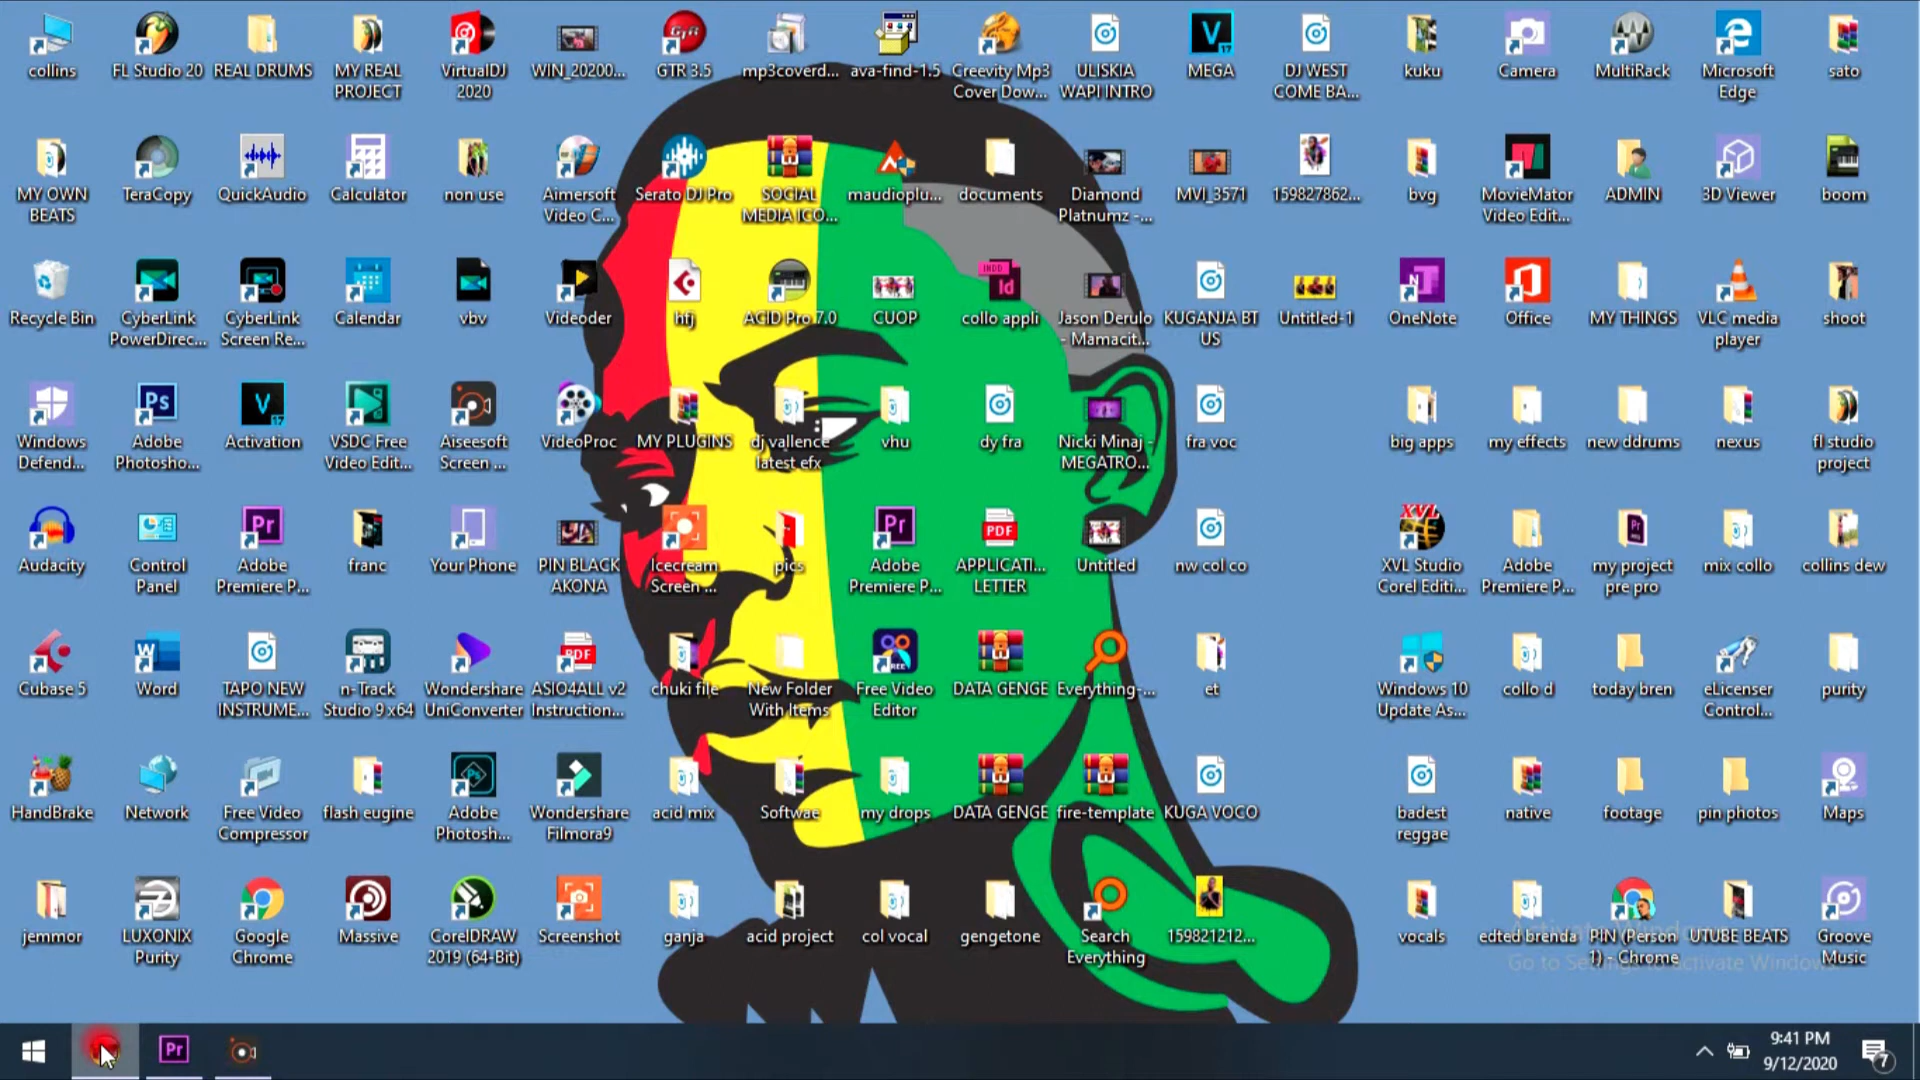 collins
FL Studio 20
REAL DRUMS
MY REAL
PROJECT
VirtualDJ
2020
WIN_20200...
GTR 3.5
mp3coverd...
ava-find-1.5
Creevity Mp3
Cover Dow...
ULISKIA
WAPI INTRO
MEGA
DJ WEST
COME BA...
kuku
Camera
MultiRack
Microsoft
Edge
sato
MY OWN
BEATS
TeraCopy
QuickAudio
Calculator
non use
Aimersoft
Video C...
Serato DJ Pro
SOCIAL
MEDIA ICO...
maudioplu...
documents
Diamond
Platnumz -...
MVI_3571
159827862...
bvg
MovieMator
Video Edit...
ADMIN
3D Viewer
boom
Recycle Bin
CyberLink
PowerDirec...
CyberLink
Screen Re...
Calendar
vbv
Videoder
hfj
ACID Pro 7.0
CUOP
collo appli
Jason Derulo
- Mamacit...
KUGANJA BT
US
Untitled-1
OneNote
Office
MY THINGS
VLC media
player
shoot
Windows
Defend...
Adobe
Photosho...
Activation
VSDC Free
Video Edit...
Aiseesoft
Screen ...
VideoProc
MY PLUGINS
dj vallence
latest efx
vhu
dy fra
Nicki Minaj -
MEGATRO...
fra voc
big apps
my effects
new ddrums
nexus
fl studio
project
Audacity
Control
Panel
Adobe
Premiere P...
franc
Your Phone
PIN BLACK
AKONA
Icecream
Screen ...
pics
Adobe
Premiere P...
APPLICATI...
LETTER
Untitled
nw col co
XVL Studio
Corel Editi...
Adobe
Premiere P...
my project
pre pro
mix collo
collins dew
Cubase 5
Word
TAPO NEW
INSTRUME...
n-Track
Studio 9 x64
Wondershare
UniConverter
ASIO4ALL v2
Instruction...
chuki file
New Folder
With Items
Free Video
Editor
DATA GENGE
Everything-...
et
Windows 10
Update As...
collo d
today bren
eLicenser
Control...
purity
HandBrake
Network
Free Video
Compressor
flash eugine
Adobe
Photosh...
Wondershare
Filmora9
acid mix
Softwae
my drops
DATA GENGE
fire-template
KUGA VOCO
badest
reggae
native
footage
pin photos
Maps
jemmor
LUXONIX
Purity
Google
Chrome
Massive
CorelDRAW
2019 (64-Bit)
Screenshot
ganja
acid project
col vocal
gengetone
Search
Everything
159821212...
vocals
edted brenda
PIN (Person
1) - Chrome
UTUBE BEATS
Groove
Music
Go to Settings to activate Windows.
9:41 PM
9/12/2020
7